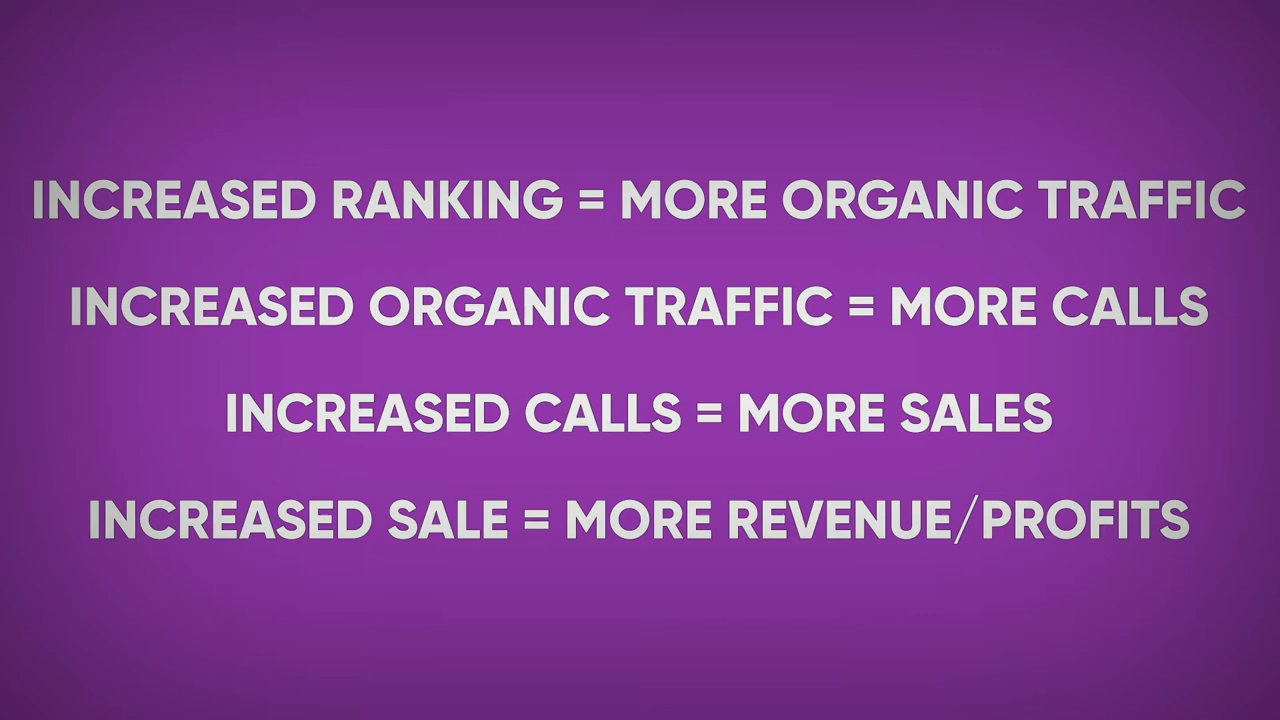 INCREASED RANKING = MORE ORGANIC TRAFFIC
INCREASED ORGANIC TRAFFIC = MORE CALLS
INCREASED CALLS = MORE SALES
INCREASED SALE = MORE REVENUE/PROFITS